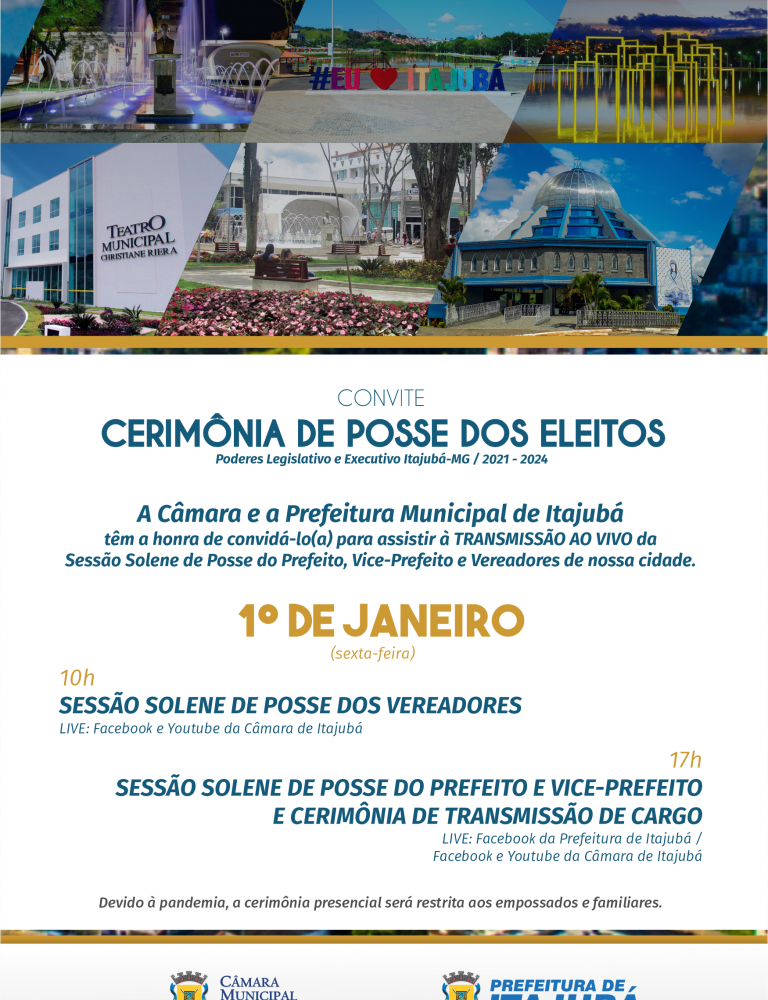 #EU ITAJUBÁ
TEATRO
MUNICIPAL
CHRISTIANE RIERA
CONVITE
CERIMÔNIA DE POSSE DOS ELEITOS
Poderes Legislativo e Executivo Itajubá-MG / 2021 - 2024
A Câmara e a Prefeitura Municipal de Itajubá
têm a honra de convidá-lo(a) para assistir à TRANSMISSÃO AO VIVO da
Sessão Solene de Posse do Prefeito, Vice-Prefeito e Vereadores de nossa cidade.
1º DE JANEIRO
(sexta-feira)
10h
SESSÃO SOLENE DE POSSE DOS VEREADORES
LIVE: Facebook e Youtube da Câmara de Itajubá
17h
SESSÃO SOLENE DE POSSE DO PREFEITO E VICE-PREFEITO
E CERIMÔNIA DE TRANSMISSÃO DE CARGO
LIVE: Facebook da Prefeitura de Itajubá /
Facebook e Youtube da Câmara de Itajubá
Devido à pandemia, a cerimônia presencial será restrita aos empossados e familiares.
CÂMARA
MUNICIPAL
PREFEITURA DE
ITAJUBÁ